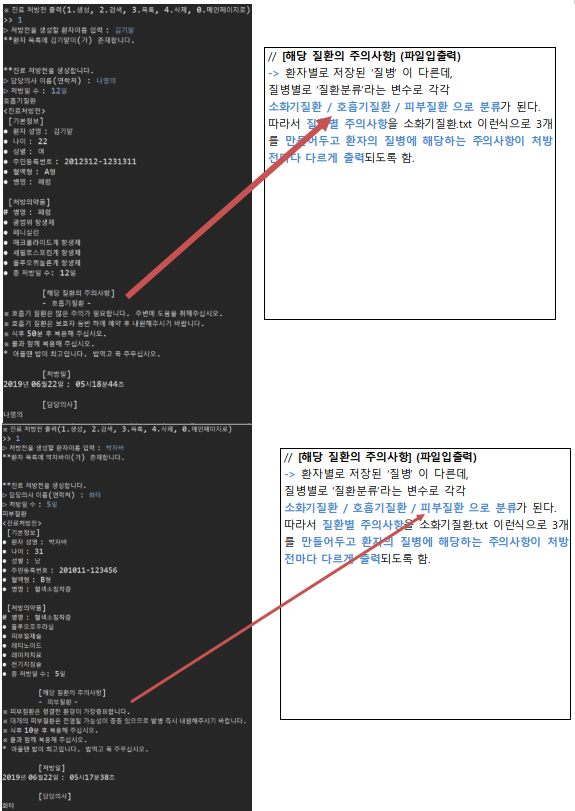 ▣ 진료 처방전 출력(1.생성, 2.검색, 3.목록, 4.삭제, 0.메인페이지로)
>> 1
▷ 처방전을 생성할 환자이름 입력 : 김기말
**환자 목록에 김기말이(가) 존재합니다.
**진료 처방전을 생성합니다.
▷ 담당의사 이름(연락처) : 나명의
▷ 처방일 수 : 12일
호흡기질환
<진료처방전>
[기본정보]
● 환자 성명 : 김기말
● 나이 : 22
● 성별 : 여
● 주민등록번호 : 2012312-1231311
● 혈액형 : A형
● 병명 : 폐렴
[처방의약품]
# 병명 : 폐렴
● 광범위 항생제
● 페니실린
● 매크롤라이드계 항생제
● 세팔로스포린계 항생제
● 플루오퀴놀론계 항생제
● 총 처방일 수: 12일
[해당 질환의 주의사항]
- 호흡기질환 -
▣ 호흡기 질환은 많은 주의가 필요합니다. 주변에 도움을 취해주십시오.
▣ 호흡기 질환은 보호자 동반 하에 예약 후 내원해주시기 바랍니다.
▣ 식후 50분 후 복용해 주십시오.
▣ 물과 함께 복용해 주십시오.
* 아플땐 밥이 최고입니다. 밥먹고 푹 주무십시오.
[처방일]
2019년 06월22일 : 05시18분44초
[담당의사]
나명의
// [해당 질환의 주의사항] (파일입출력)
-> 환자별로 저장된 '질병' 이 다른데,
질병별로 '질환분류'라는 변수로 각각
소화기질환 / 호흡기질환 / 피부질환 으로 분류가 된다.
따라서 질환별 주의사항을 소화기질환.txt 이런식으로 3개
를 만들어두고 환자의 질병에 해당하는 주의사항이 처방
전마다 다르게 출력되도록 함.
▣ 진료 처방전 출력(1.생성, 2.검색, 3.목록, 4.삭제, 0.메인페이지로)
>> 1
▷ 처방전을 생성할 환자이름 입력 : 박자바
**환자 목록에 박자바이(가) 존재합니다.
**진료 처방전을 생성합니다.
▷ 담당의사 이름(연락처) : 화타
▷ 처방일 수 : 5일
피부질환
<진료처방전>
[기본정보]
● 환자 성명 : 박자바
● 나이 : 31
● 성별 : 남
● 주민등록번호 : 201011-123456
● 혈액형 : B형
● 병명 : 혈색소침착증
[처방의약품]
# 병명 : 혈색소침착증
● 플루오로우라실
● 피부절제술
● 레티노이드
● 레이저치료
● 전기지짐술
● 총 처방일 수: 5일
[해당 질환의 주의사항]
- 피부질환 -
▣ 피부질환은 청결한 환경이 가장중요합니다.
▣ 대개의 피부질환은 전염될 가능성이 종종 있으므로 발병 즉시 내원해주시기 바랍니다.
▣ 식후 10분 후 복용해 주십시오.
▣ 물과 함께 복용해 주십시오.
* 아플땐 밥이 최고입니다. 밥먹고 푹 주무십시오.
[처방일]
2019년 06월22일 : 05시17분38초
[담당의사]
화타
// [해당 질환의 주의사항] (파일입출력)
-> 환자별로 저장된 '질병' 이 다른데,
질병별로 '질환분류'라는 변수로 각각
소화기질환 / 호흡기질환 / 피부질환 으로 분류가 된다.
따라서 질환별 주의사항을 소화기질환.txt 이런식으로 3개
를 만들어두고 환자의 질병에 해당하는 주의사항이 처방
전마다 다르게 출력되도록 함.